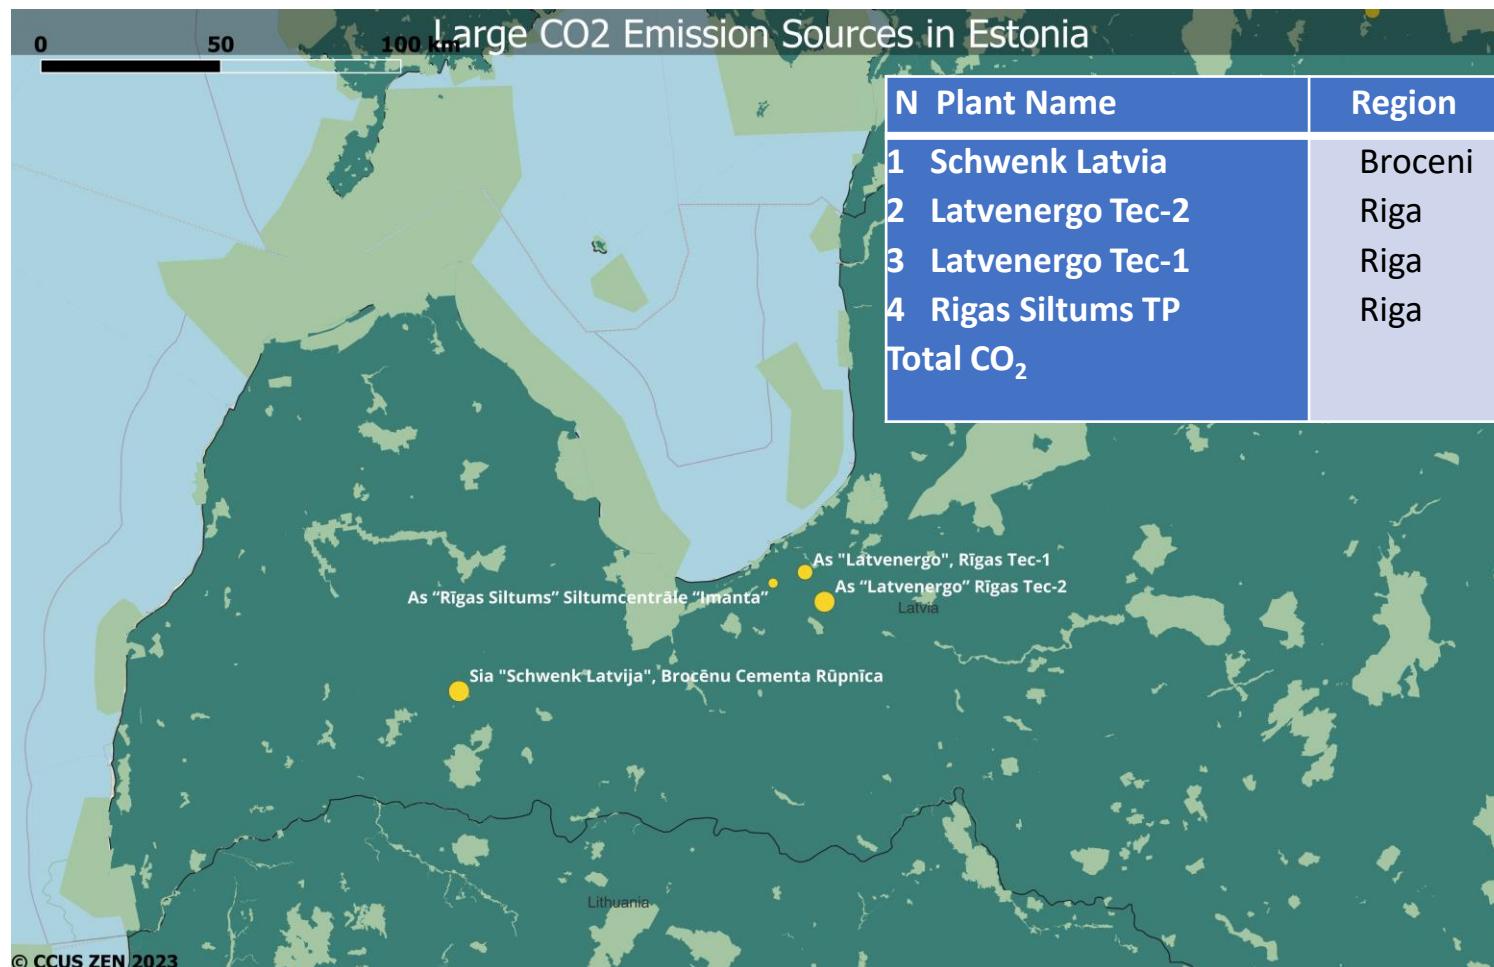 Large CO2 Emission Sources in Estonia
0 50 100 km
N Plant Name Region
1 Schwenk Latvia Broceni
2 Latvenergo Tec-2 Riga
3 Latvenergo Tec-1 Riga
4 Rigas Siltums TP Riga
Total CO₂
As "Latvenergo", Rīgas Tec-1
As “Latvenergo” Rīgas Tec-2
As “Rīgas Siltums” Siltumcentrāle “Imanta”
Latvia
Sia "Schwenk Latvija", Brocēnu Cementa Rūpnīca
Lithuania
© CCUS ZEN 2023